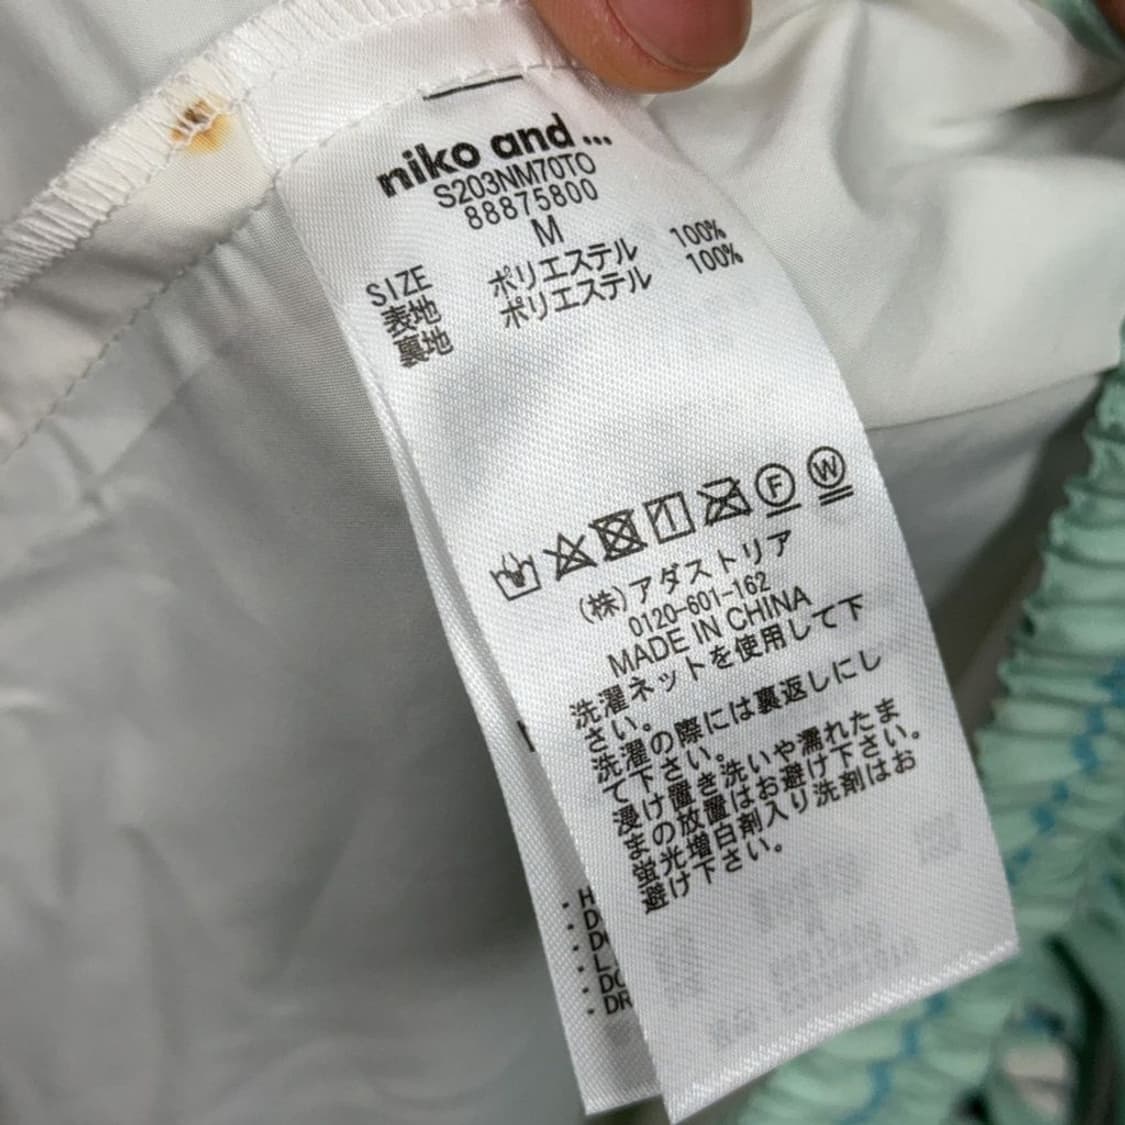 niko and ...
S203NM70TO
88875800
SIZE M
表地 ポリエステル 100%
裏地 ポリエステル 100%
F
W
(株)アダストリア
0120-601-162
MADE IN CHINA
洗濯ネットを使用して下
さい。
洗濯の際には裏返しにし
て下さい。
浸け置き洗いや濡れたま
まの放置はお避け下さい。
蛍光増白剤入り洗剤はお
避け下さい。